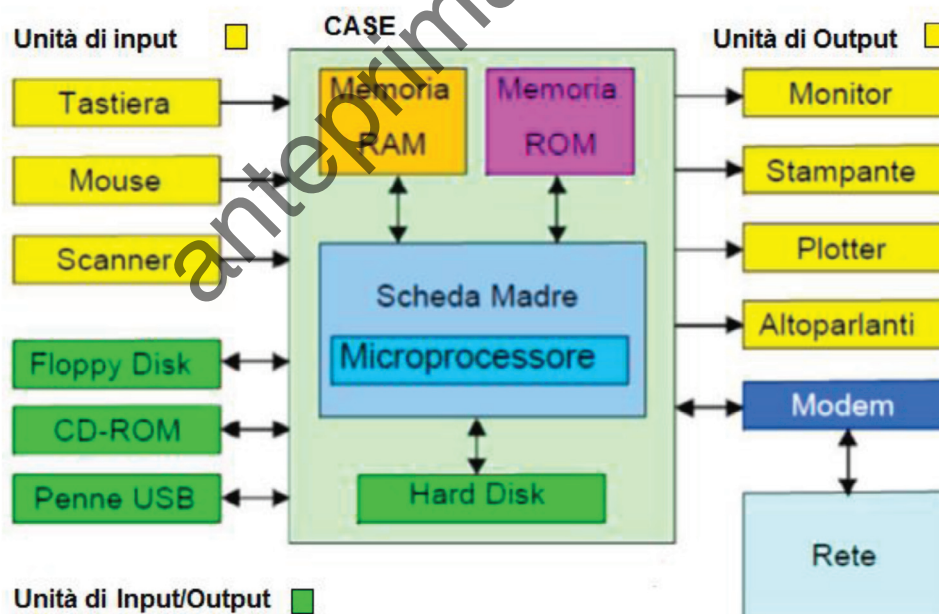 Unità di input
CASE
Unità di Output
Tastiera
Mouse
Scanner
Floppy Disk
CD-ROM
Penne USB
Unità di Input/Output
Memoria
RAM
Memoria
ROM
Scheda Madre
Microprocessore
Hard Disk
Monitor
Stampante
Plotter
Altoparlanti
Modem
Rete
anteprima